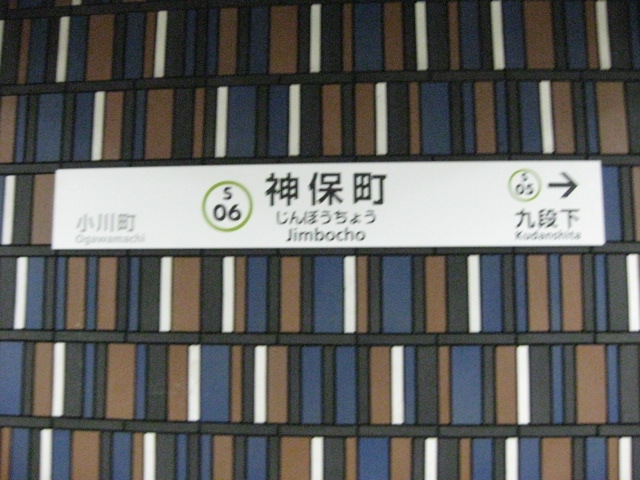 小川町
Ogawamachi
S
06
神保町
じんぼうちょう
Jimbocho
S
05
→
九段下
Kudanshita